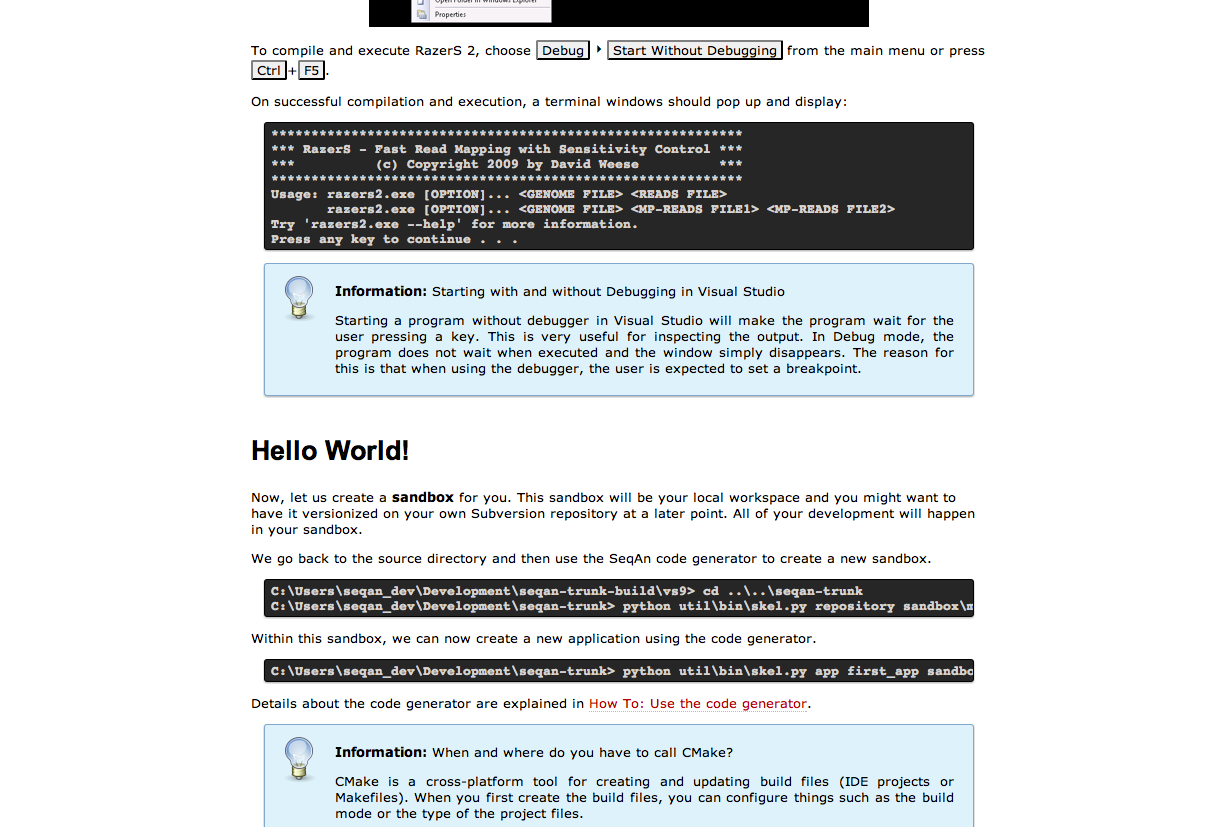 Open Folder in Windows Explorer
Properties
To compile and execute RazerS 2, choose Debug ‣ Start Without Debugging from the main menu or press
Ctrl+F5.
On successful compilation and execution, a terminal windows should pop up and display:
***********************************************************
*** RazerS - Fast Read Mapping with Sensitivity Control ***
***          (c) Copyright 2009 by David Weese          ***
***********************************************************
Usage: razers2.exe [OPTION]... <GENOME FILE> <READS FILE>
       razers2.exe [OPTION]... <GENOME FILE> <MP-READS FILE1> <MP-READS FILE2>
Try 'razers2.exe --help' for more information.
Press any key to continue . . .
Information: Starting with and without Debugging in Visual Studio
Starting a program without debugger in Visual Studio will make the program wait for the
user pressing a key. This is very useful for inspecting the output. In Debug mode, the
program does not wait when executed and the window simply disappears. The reason for
this is that when using the debugger, the user is expected to set a breakpoint.
Hello World!
Now, let us create a sandbox for you. This sandbox will be your local workspace and you might want to
have it versionized on your own Subversion repository at a later point. All of your development will happen
in your sandbox.
We go back to the source directory and then use the SeqAn code generator to create a new sandbox.
C:\Users\seqan_dev\Development\seqan-trunk-build\vs9> cd ..\..\seqan-trunk
C:\Users\seqan_dev\Development\seqan-trunk> python util\bin\skel.py repository sandbox\
Within this sandbox, we can now create a new application using the code generator.
C:\Users\seqan_dev\Development\seqan-trunk> python util\bin\skel.py app first_app sandbo
Details about the code generator are explained in How To: Use the code generator.
Information: When and where do you have to call CMake?
CMake is a cross-platform tool for creating and updating build files (IDE projects or
Makefiles). When you first create the build files, you can configure things such as the build
mode or the type of the project files.